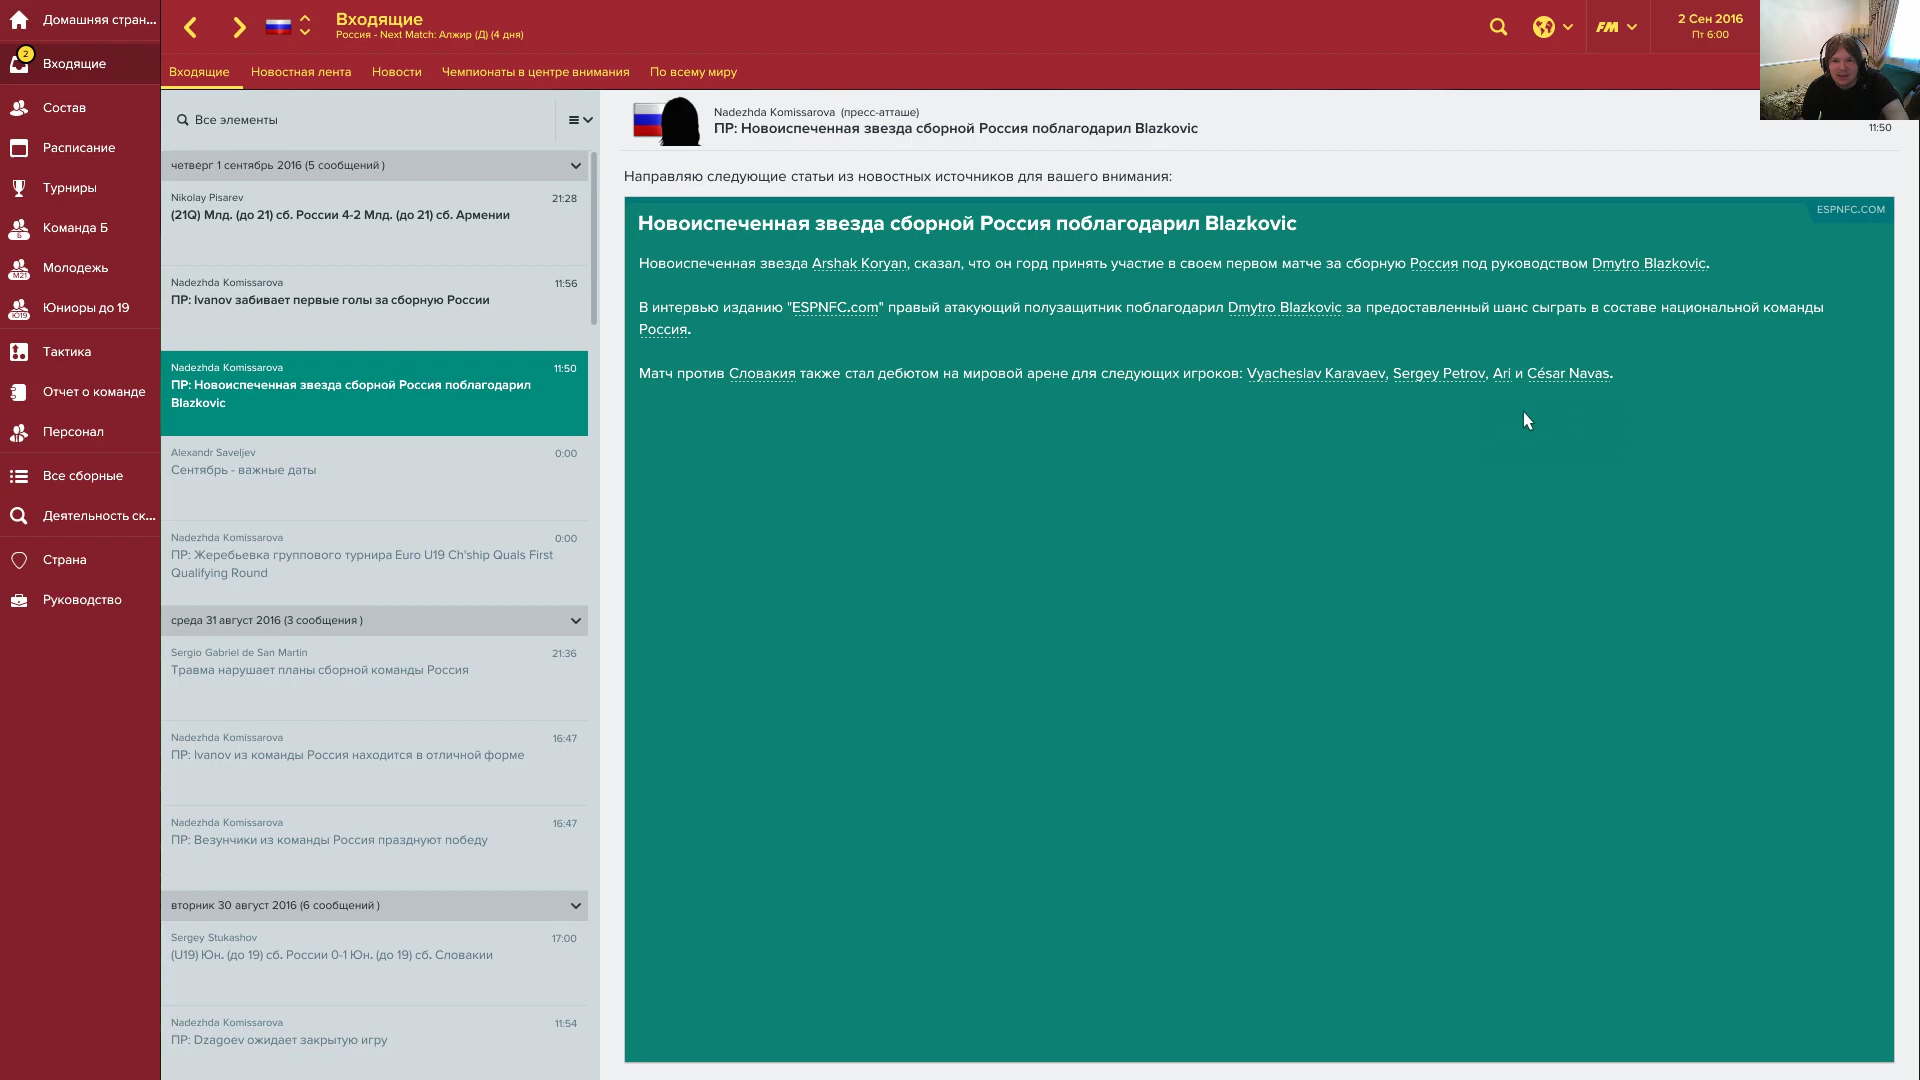 Домашняя стран...
2
Входящие
Состав
Расписание
Турниры
Команда Б
Молодежь
Юниоры до 19
Тактика
Отчет о команде
Персонал
Все сборные
Деятельность ск...
Страна
Руководство
Входящие
Россия - Next Match: Алжир (Д) (4 дня)
FM
2 Сен 2016
Пт 6:00
Входящие
Новостная лента
Новости
Чемпионаты в центре внимания
По всему миру
Все элементы
четверг 1 сентябрь 2016 (5 сообщений )
Nikolay Pisarev 21:28
(21Q) Млд. (до 21) сб. России 4-2 Млд. (до 21) сб. Армении
Nadezhda Komissarova 11:56
ПР: Ivanov забивает первые голы за сборную России
Nadezhda Komissarova 11:50
ПР: Новоиспеченная звезда сборной Россия поблагодарил
Blazkovic
Alexandr Saveljev 0:00
Сентябрь - важные даты
Nadezhda Komissarova 0:00
ПР: Жеребьевка группового турнира Euro U19 Ch'ship Quals First
Qualifying Round
среда 31 август 2016 (3 сообщения )
Sergio Gabriel de San Martin 21:36
Травма нарушает планы сборной команды Россия
Nadezhda Komissarova 16:47
ПР: Ivanov из команды Россия находится в отличной форме
Nadezhda Komissarova 16:47
ПР: Везунчики из команды Россия празднуют победу
вторник 30 август 2016 (6 сообщений )
Sergey Stukashov 17:00
(U19) Юн. (до 19) сб. России 0-1 Юн. (до 19) сб. Словакии
Nadezhda Komissarova 11:54
ПР: Dzagoev ожидает закрытую игру
Nadezhda Komissarova (пресс-атташе)
ПР: Новоиспеченная звезда сборной Россия поблагодарил Blazkovic
11:50
Направляю следующие статьи из новостных источников для вашего внимания:
ESPNFC.COM
Новоиспеченная звезда сборной Россия поблагодарил Blazkovic
Новоиспеченная звезда Arshak Koryan, сказал, что он горд принять участие в своем первом матче за сборную Россия под руководством Dmytro Blazkovic.
В интервью изданию "ESPNFC.com" правый атакующий полузащитник поблагодарил Dmytro Blazkovic за предоставленный шанс сыграть в составе национальной команды
Россия.
Матч против Словакия также стал дебютом на мировой арене для следующих игроков: Vyacheslav Karavaev, Sergey Petrov, Ari и César Navas.